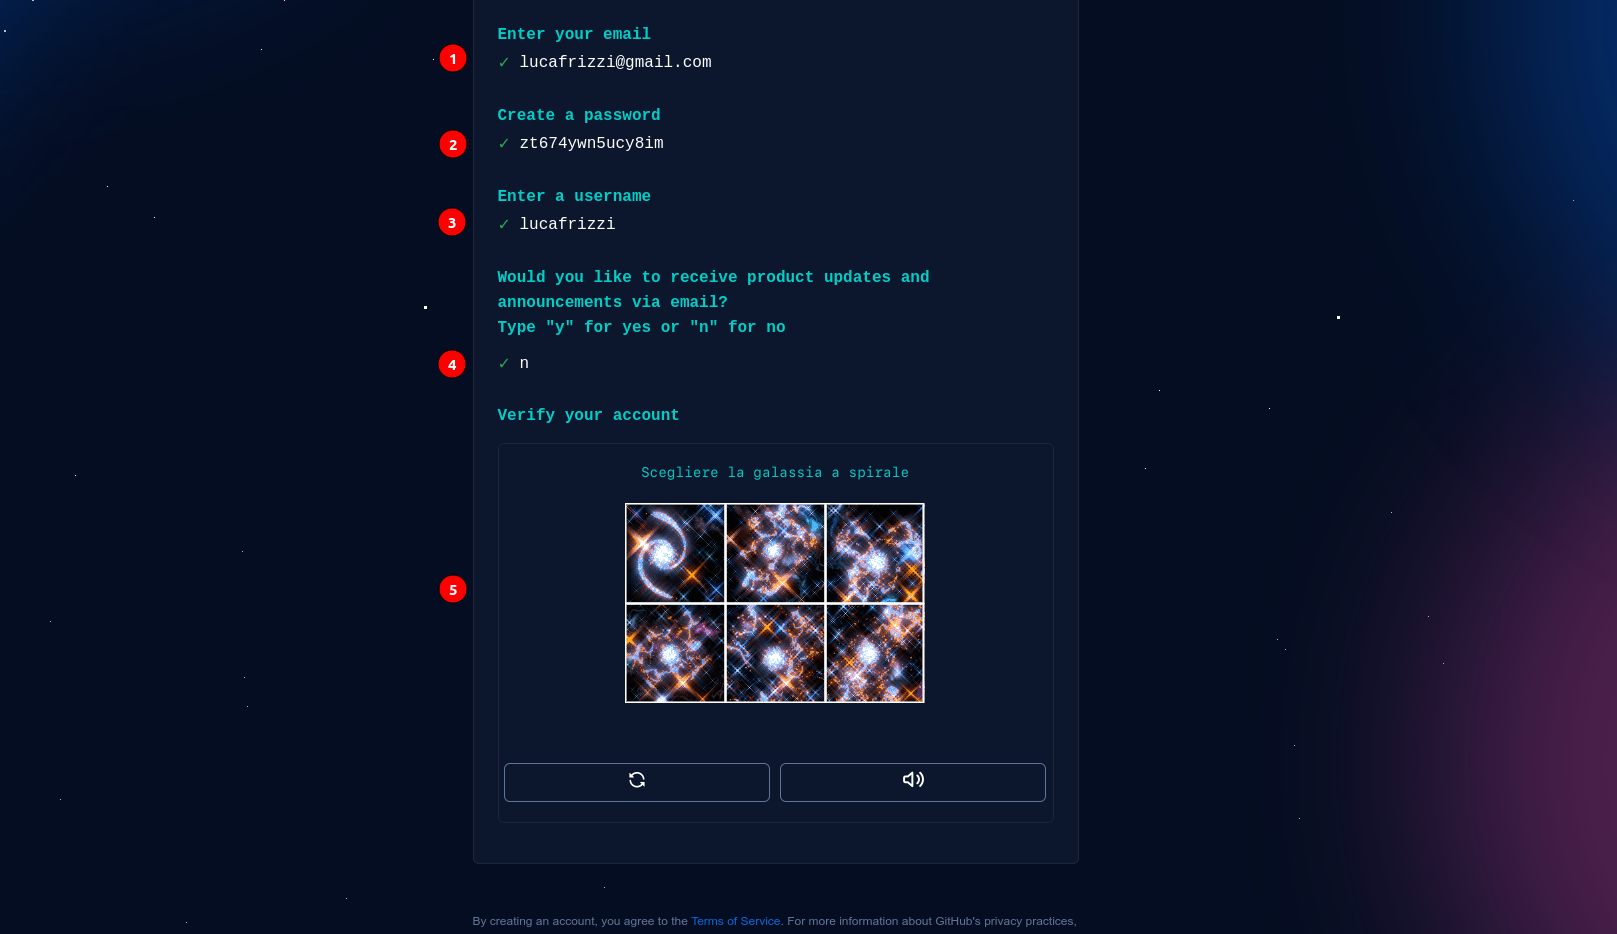 Enter your email
1 ✓ lucafrizzi@gmail.com
Create a password
2 ✓ zt674ywn5ucy8im
Enter a username
3 ✓ lucafrizzi
Would you like to receive product updates and
announcements via email?
Type "y" for yes or "n" for no
4 ✓ n
Verify your account
Scegliere la galassia a spirale
5
By creating an account, you agree to the Terms of Service. For more information about GitHub's privacy practices,